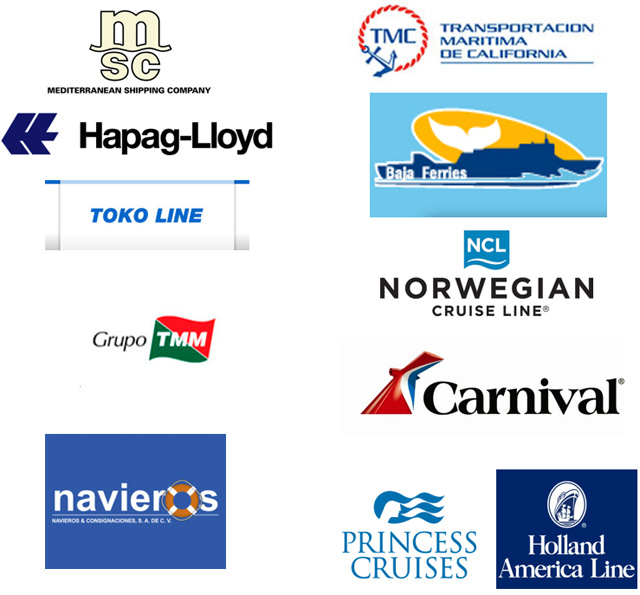 msc
MEDITERRANEAN SHIPPING COMPANY
Hapag-Lloyd
TOKO LINE
Grupo TMM
navieros
NAVIEROS & CONSIGNACIONES, S. A. DE C. V.
TMC
TRANSPORTACION
MARITIMA
DE CALIFORNIA
Baja Ferries
NCL
NORWEGIAN
CRUISE LINE®
Carnival®
PRINCESS
CRUISES
®
Holland
America Line